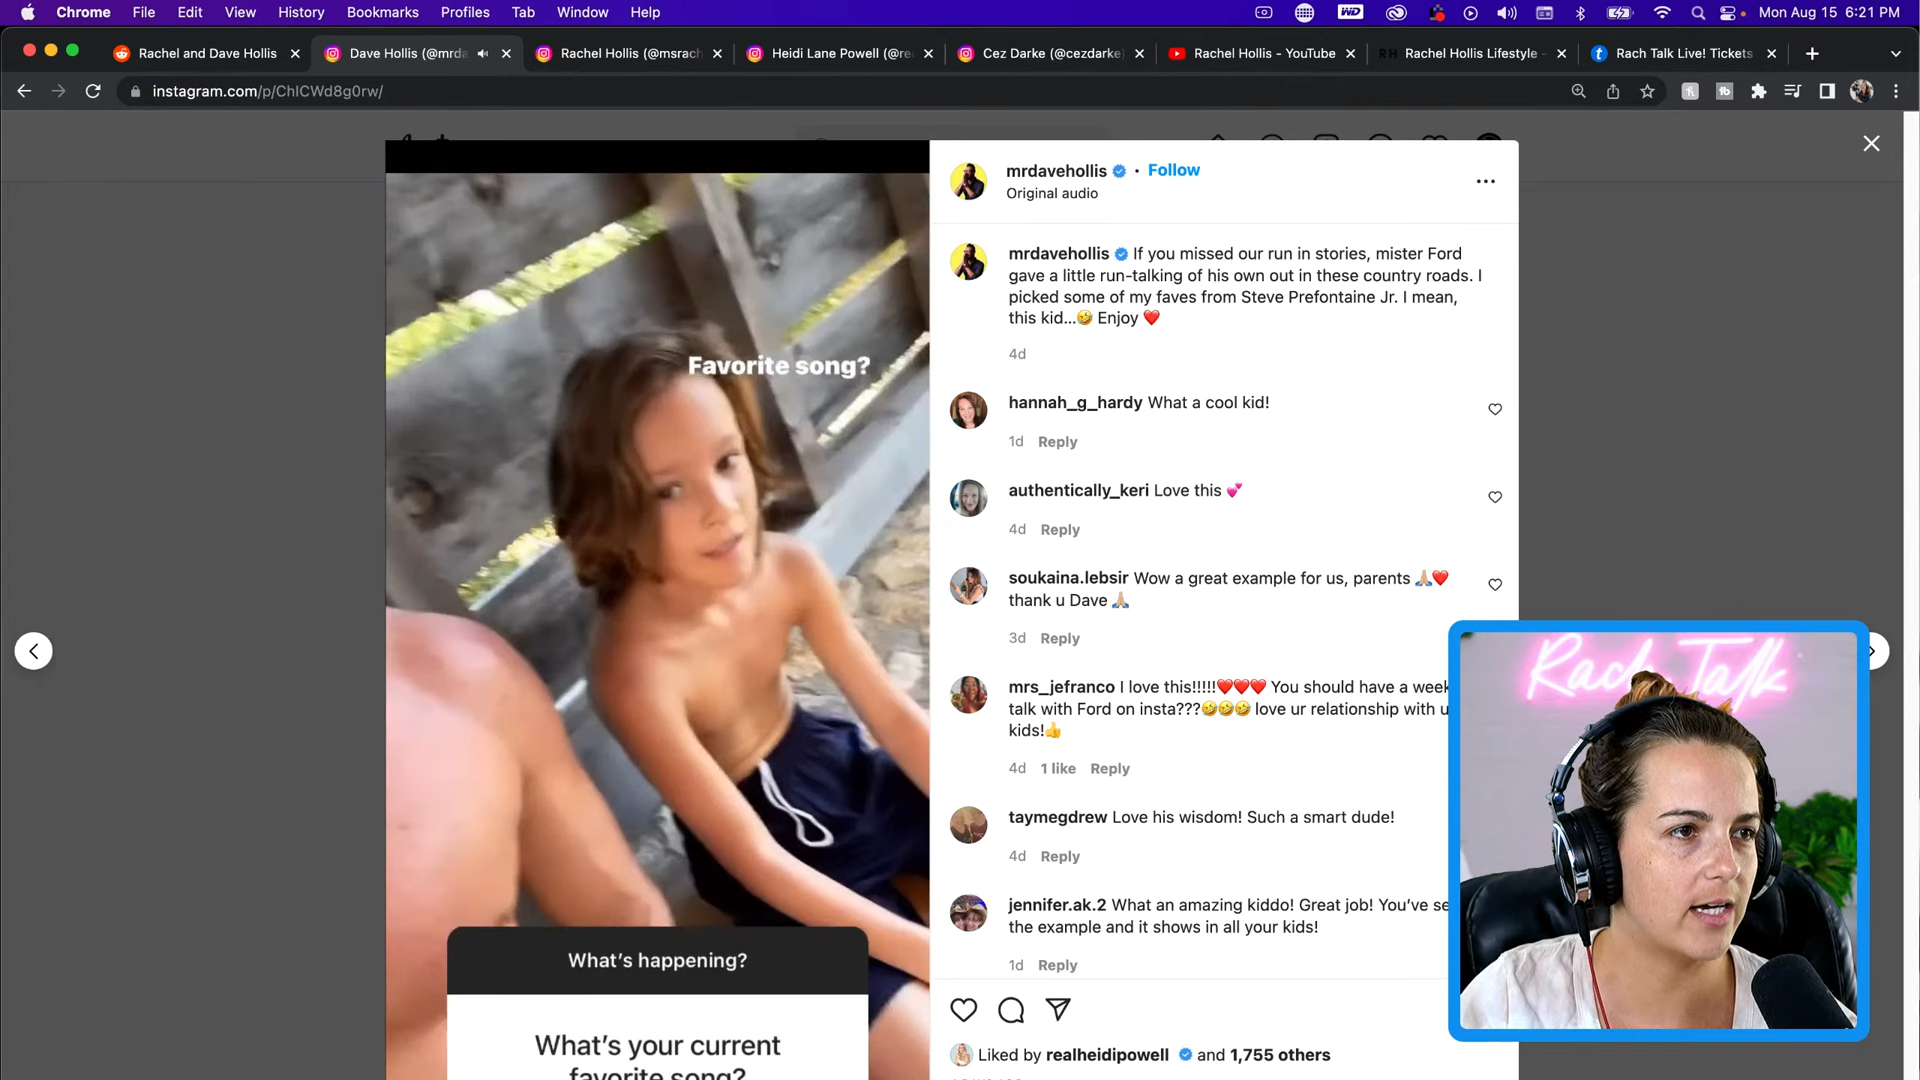 Chrome File Edit View History Bookmarks Profiles Tab Window Help
WD Mon Aug 15 6:21 PM
Rachel and Dave Hollis
Dave Hollis (@mrda
Rachel Hollis (@msrach
Heidi Lane Powell (@re
Cez Darke (@cezdarke)
Rachel Hollis - YouTube
RH Rachel Hollis Lifestyle -
Rach Talk Live! Tickets
instagram.com/p/ChICWd8g0rw/
mrdavehollis • Follow
Original audio
mrdavehollis If you missed our run in stories, mister Ford
gave a little run-talking of his own out in these country roads. I
picked some of my faves from Steve Prefontaine Jr. I mean,
this kid...🤣 Enjoy ❤️
4d
hannah_g_hardy What a cool kid!
1d Reply
authentically_keri Love this 💕
4d Reply
soukaina.lebsir Wow a great example for us, parents 🙏🏼❤️
thank u Dave 🙏🏼
3d Reply
mrs_jefranco I love this!!!!!❤️❤️❤️ You should have a week
talk with Ford on insta???🤣🤣🤣 love ur relationship with u
kids!👍
4d 1 like Reply
taymegdrew Love his wisdom! Such a smart dude!
4d Reply
jennifer.ak.2 What an amazing kiddo! Great job! You've se
the example and it shows in all your kids!
1d Reply
Liked by realheidipowell and 1,755 others
Favorite song?
What's happening?
What's your current
favorite song?
Rach Talk